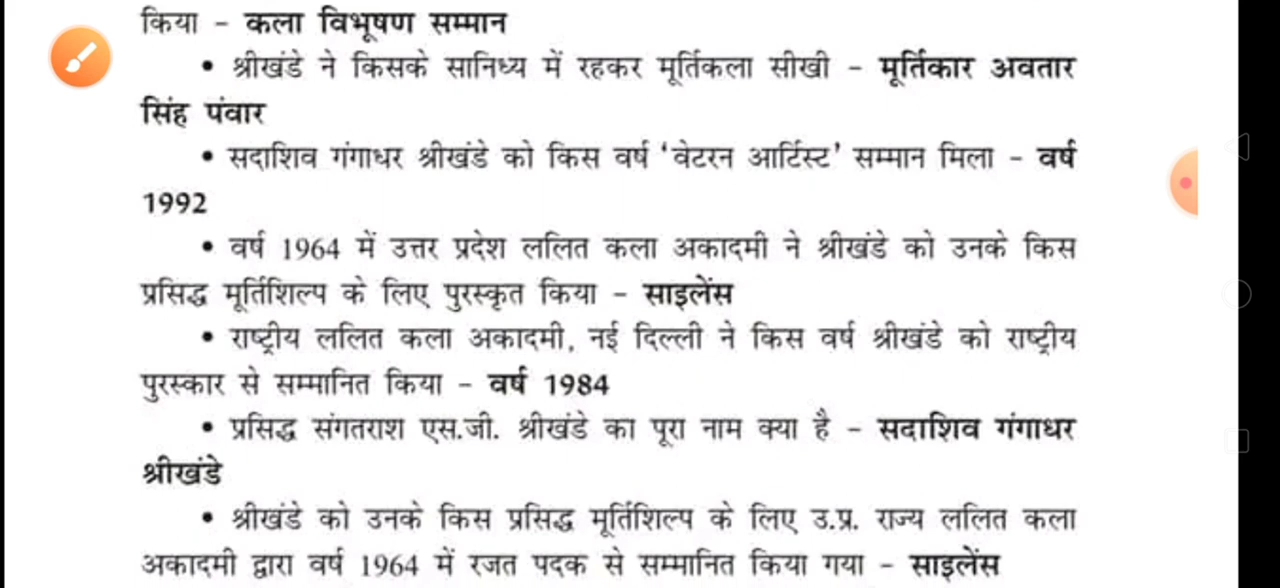 किया – कला विभूषण सम्मान
• श्रीखंडे ने किसके सानिध्य में रहकर मूर्तिकला सीखी – मूर्तिकार अवतार
सिंह पंवार
• सदाशिव गंगाधर श्रीखंडे को किस वर्ष ‘वेटरन आर्टिस्ट’ सम्मान मिला – वर्ष
1992
• वर्ष 1964 में उत्तर प्रदेश ललित कला अकादमी ने श्रीखंडे को उनके किस
प्रसिद्ध मूर्तिशिल्प के लिए पुरस्कृत किया – साइलेंस
• राष्ट्रीय ललित कला अकादमी, नई दिल्ली ने किस वर्ष श्रीखंडे को राष्ट्रीय
पुरस्कार से सम्मानित किया – वर्ष 1984
• प्रसिद्ध संगतराश एस.जी. श्रीखंडे का पूरा नाम क्या है – सदाशिव गंगाधर
श्रीखंडे
• श्रीखंडे को उनके किस प्रसिद्ध मूर्तिशिल्प के लिए उ.प्र. राज्य ललित कला
अकादमी द्वारा वर्ष 1964 में रजत पदक से सम्मानित किया गया – साइलेंस